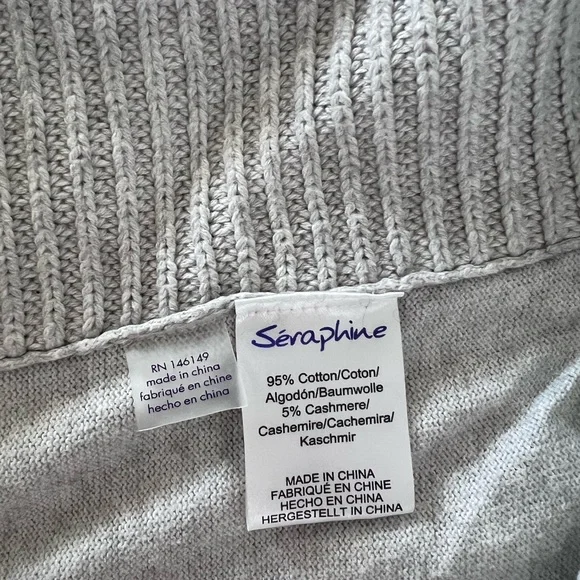 RN 146149
made in china
fabriqué en chine
hecho en china
Séraphine
95% Cotton/Coton/
Algodón/Baumwolle
5% Cashmere/
Cashemire/Cachemira/
Kaschmir
MADE IN CHINA
FABRIQUÉ EN CHINE
HECHO EN CHINA
HERGESTELLT IN CHINA